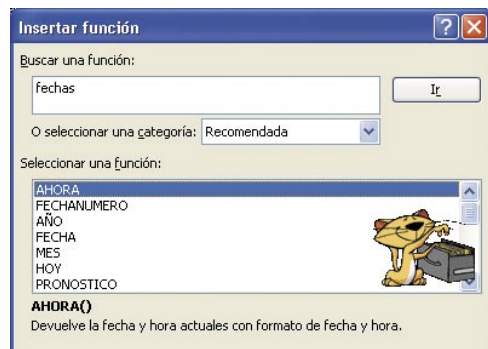 Insertar función
Buscar una función:
fechas
Ir
O seleccionar una categoría: Recomendada
Seleccionar una función:
AHORA
FECHANUMERO
AÑO
FECHA
MES
HOY
PRONOSTICO
AHORA()
Devuelve la fecha y hora actuales con formato de fecha y hora.